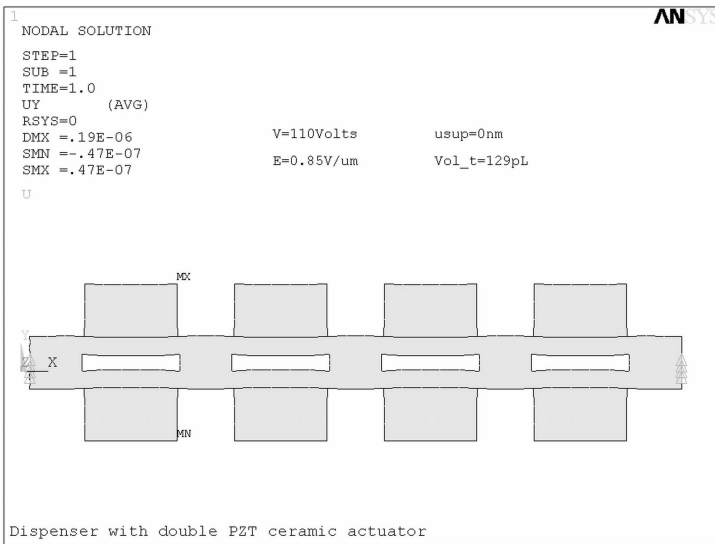 1
ANSYS
NODAL SOLUTION
STEP=1
SUB =1
TIME=1.0
UY (AVG)
RSYS=0
DMX =.19E-06
SMN =-.47E-07
SMX =.47E-07
V=110Volts usup=0nm
E=0.85V/um Vol_t=129pL
U
MX
Y
Z X
MN
Dispenser with double PZT ceramic actuator